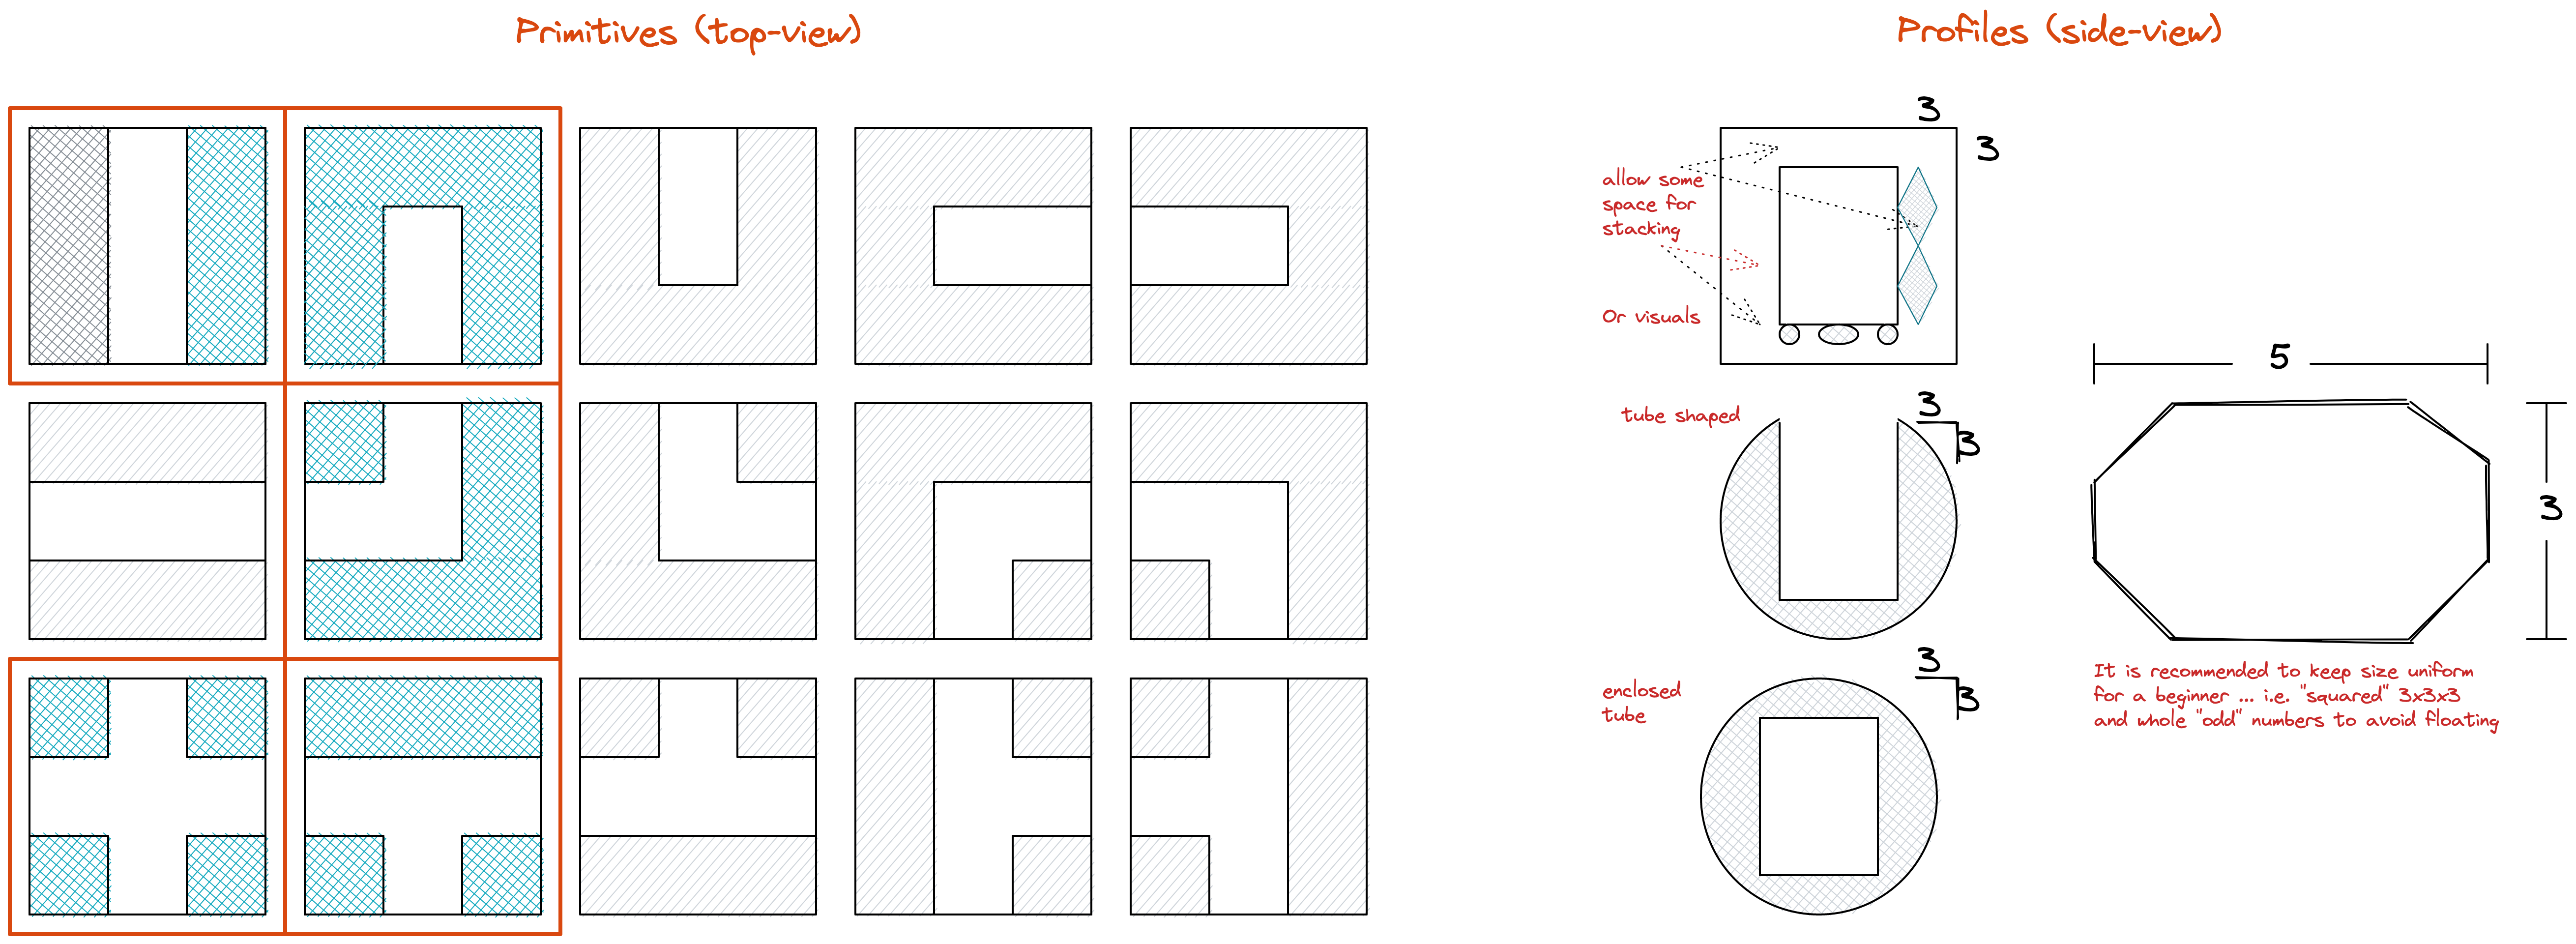 Primitives (top-view)
Profiles (side-view)
3
3
allow some
space for
stacking
Or visuals
tube shaped
3
3
5
3
enclosed
tube
3
3
It is recommended to keep size uniform
for a beginner ... i.e. "squared" 3x3x3
and whole "odd" numbers to avoid floating